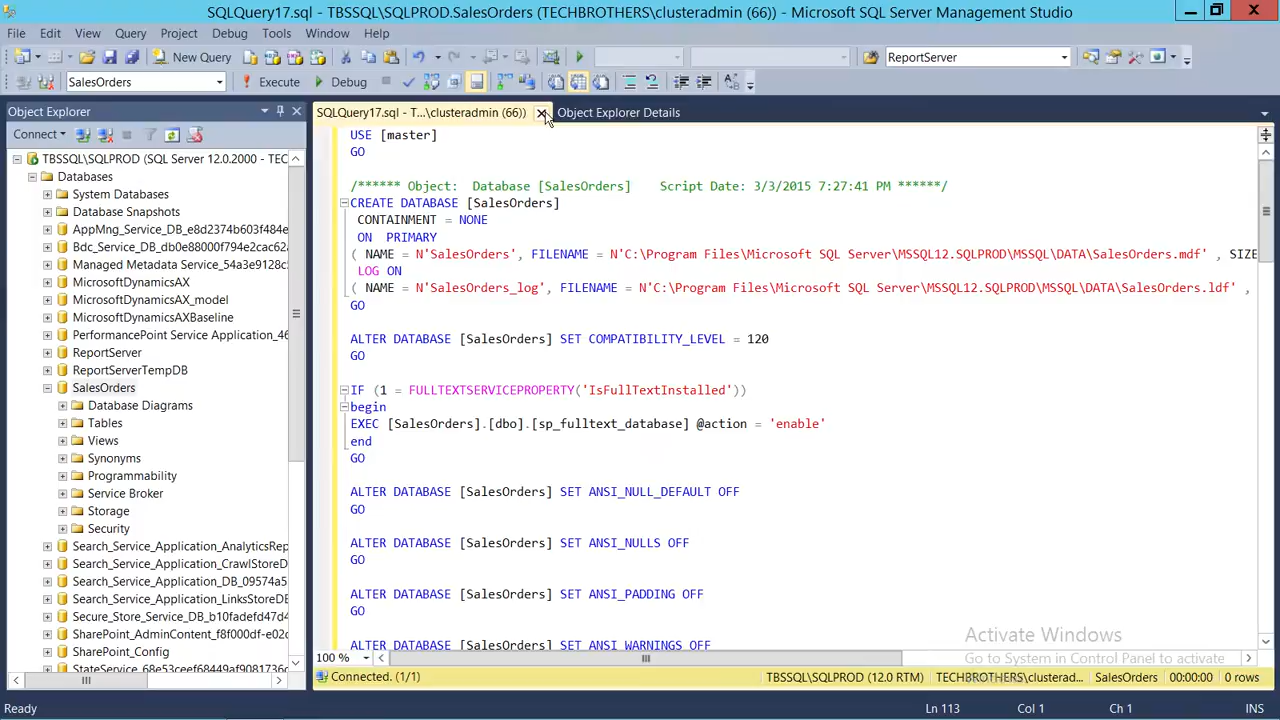 SQLQuery17.sql - TBSSQL\SQLPROD.SalesOrders (TECHBROTHERS\clusteradmin (66)) - Microsoft SQL Server Management Studio
File Edit View Query Project Debug Tools Window Help
New Query ReportServer
SalesOrders Execute Debug
Object Explorer
SQLQuery17.sql - T...\clusteradmin (66)) Object Explorer Details
Connect
TBSSQL\SQLPROD (SQL Server 12.0.2000 - TEC
Databases
System Databases
Database Snapshots
AppMng_Service_DB_e8d2374b603f484e
Bdc_Service_DB_db0e88000f794e2cac62
Managed Metadata Service_54a3e9128c
MicrosoftDynamicsAX
MicrosoftDynamicsAX_model
MicrosoftDynamicsAXBaseline
PerformancePoint Service Application_46
ReportServer
ReportServerTempDB
SalesOrders
Database Diagrams
Tables
Views
Synonyms
Programmability
Service Broker
Storage
Security
Search_Service_Application_AnalyticsRep
Search_Service_Application_CrawlStoreD
Search_Service_Application_DB_09574a5
Search_Service_Application_LinksStoreDB
Secure_Store_Service_DB_b10fadefd47d4
SharePoint_AdminContent_f8f000df-e02c
SharePoint_Config
StateService_68e53ceef68449af9076361d
USE [master]
GO
/****** Object:  Database [SalesOrders]    Script Date: 3/3/2015 7:27:41 PM ******/
CREATE DATABASE [SalesOrders]
CONTAINMENT = NONE
ON  PRIMARY
( NAME = N'SalesOrders', FILENAME = N'C:\Program Files\Microsoft SQL Server\MSSQL12.SQLPROD\MSSQL\DATA\SalesOrders.mdf' , SIZE
LOG ON
( NAME = N'SalesOrders_log', FILENAME = N'C:\Program Files\Microsoft SQL Server\MSSQL12.SQLPROD\MSSQL\DATA\SalesOrders.ldf' ,
GO
ALTER DATABASE [SalesOrders] SET COMPATIBILITY_LEVEL = 120
GO
IF (1 = FULLTEXTSERVICEPROPERTY('IsFullTextInstalled'))
begin
EXEC [SalesOrders].[dbo].[sp_fulltext_database] @action = 'enable'
end
GO
ALTER DATABASE [SalesOrders] SET ANSI_NULL_DEFAULT OFF
GO
ALTER DATABASE [SalesOrders] SET ANSI_NULLS OFF
GO
ALTER DATABASE [SalesOrders] SET ANSI_PADDING OFF
GO
ALTER DATABASE [SalesOrders] SET ANSI WARNINGS OFF
Activate Windows
Go to System in Control Panel to activate
100 %
Connected. (1/1) TBSSQL\SQLPROD (12.0 RTM) TECHBROTHERS\clusterad... SalesOrders 00:00:00 0 rows
Ready Ln 113 Col 1 Ch 1 INS